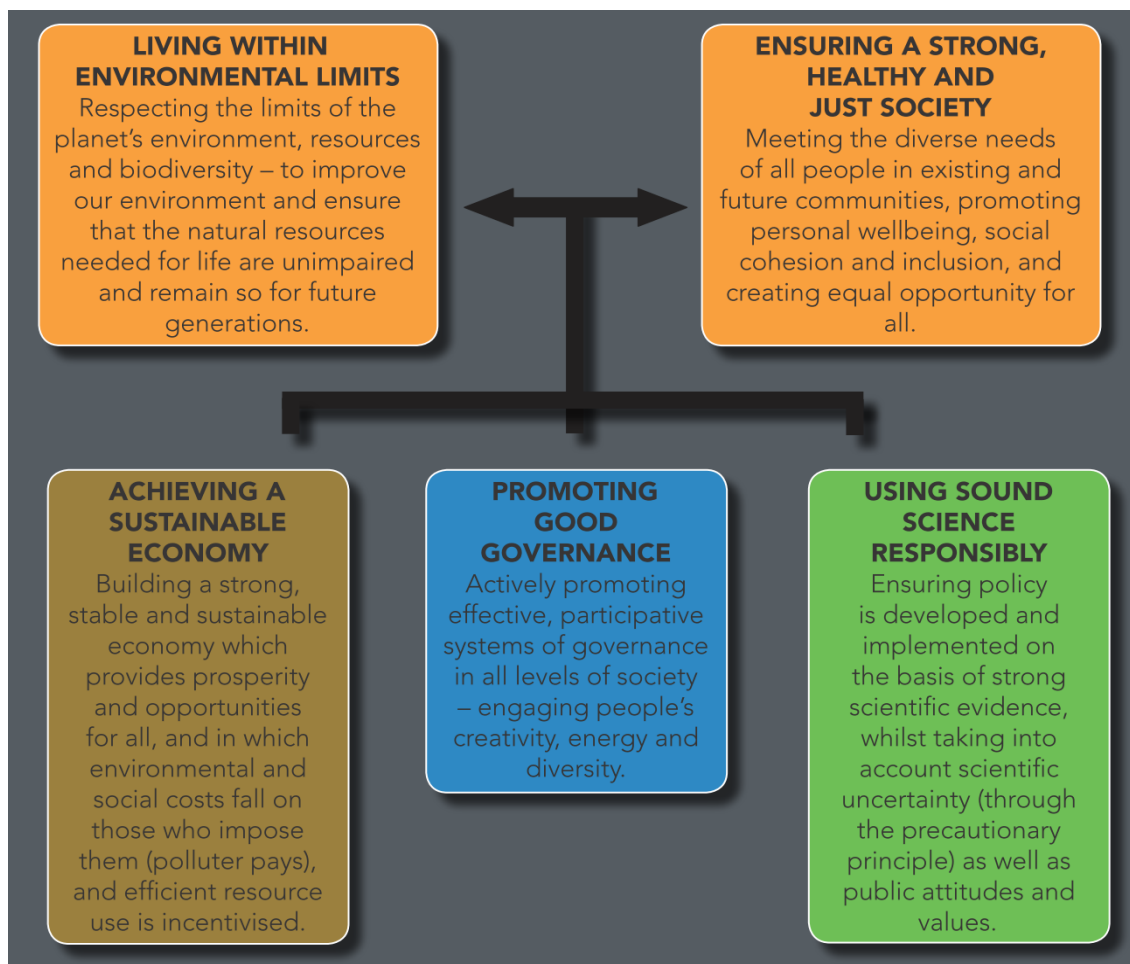 LIVING WITHIN
ENVIRONMENTAL LIMITS
Respecting the limits of the
planet’s environment, resources
and biodiversity – to improve
our environment and ensure
that the natural resources
needed for life are unimpaired
and remain so for future
generations.
ENSURING A STRONG,
HEALTHY AND
JUST SOCIETY
Meeting the diverse needs
of all people in existing and
future communities, promoting
personal wellbeing, social
cohesion and inclusion, and
creating equal opportunity for
all.
ACHIEVING A
SUSTAINABLE
ECONOMY
Building a strong,
stable and sustainable
economy which
provides prosperity
and opportunities
for all, and in which
environmental and
social costs fall on
those who impose
them (polluter pays),
and efficient resource
use is incentivised.
PROMOTING
GOOD
GOVERNANCE
Actively promoting
effective, participative
systems of governance
in all levels of society
– engaging people’s
creativity, energy and
diversity.
USING SOUND
SCIENCE
RESPONSIBLY
Ensuring policy
is developed and
implemented on
the basis of strong
scientific evidence,
whilst taking into
account scientific
uncertainty (through
the precautionary
principle) as well as
public attitudes and
values.